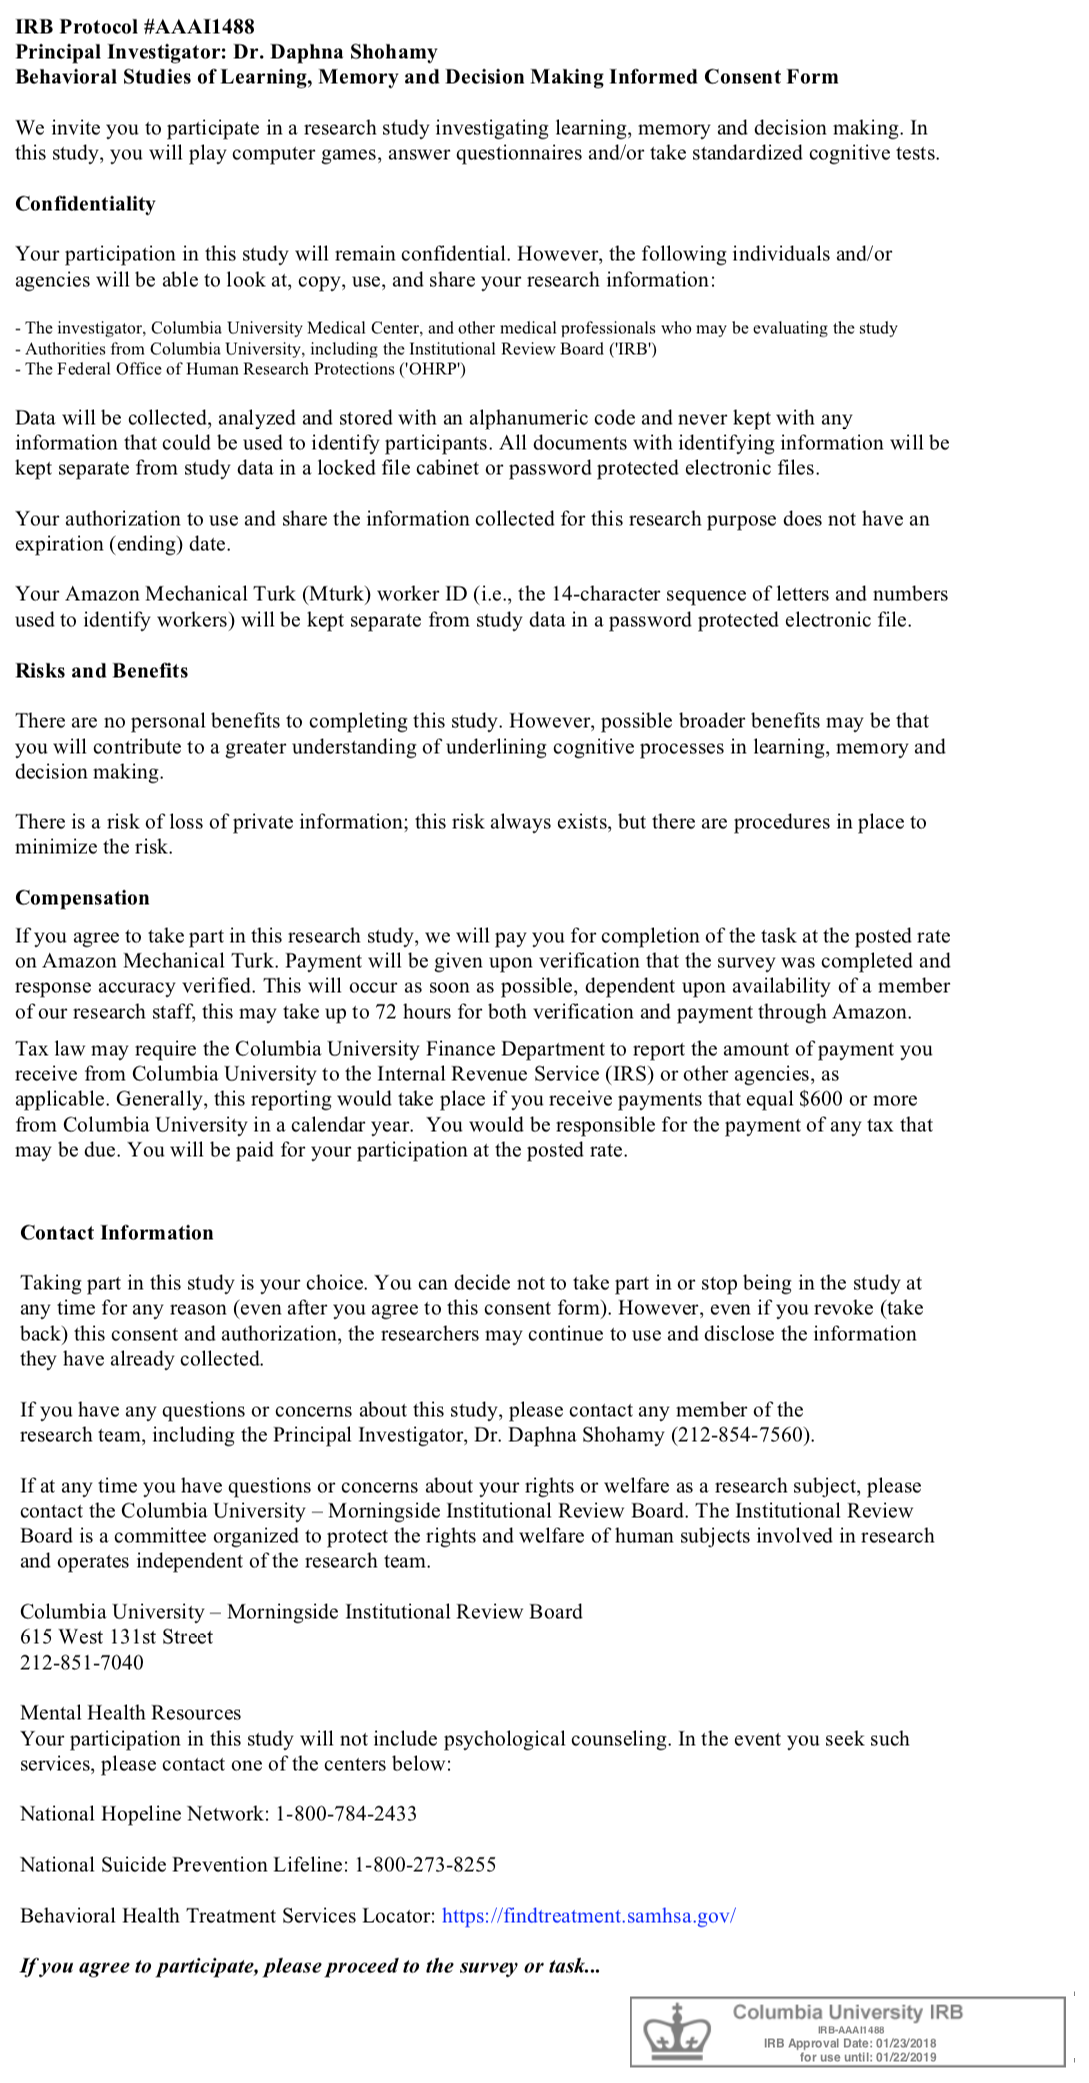 IRB Protocol #AAAI1488
Principal Investigator: Dr. Daphna Shohamy
Behavioral Studies of Learning, Memory and Decision Making Informed Consent Form
We invite you to participate in a research study investigating learning, memory and decision making. In
this study, you will play computer games, answer questionnaires and/or take standardized cognitive tests.
Confidentiality
Your participation in this study will remain confidential. However, the following individuals and/or
agencies will be able to look at, copy, use, and share your research information:
- The investigator, Columbia University Medical Center, and other medical professionals who may be evaluating the study
- Authorities from Columbia University, including the Institutional Review Board ('IRB')
- The Federal Office of Human Research Protections ('OHRP')
Data will be collected, analyzed and stored with an alphanumeric code and never kept with any
information that could be used to identify participants. All documents with identifying information will be
kept separate from study data in a locked file cabinet or password protected electronic files.
Your authorization to use and share the information collected for this research purpose does not have an
expiration (ending) date.
Your Amazon Mechanical Turk (Mturk) worker ID (i.e., the 14-character sequence of letters and numbers
used to identify workers) will be kept separate from study data in a password protected electronic file.
Risks and Benefits
There are no personal benefits to completing this study. However, possible broader benefits may be that
you will contribute to a greater understanding of underlining cognitive processes in learning, memory and
decision making.
There is a risk of loss of private information; this risk always exists, but there are procedures in place to
minimize the risk.
Compensation
If you agree to take part in this research study, we will pay you for completion of the task at the posted rate
on Amazon Mechanical Turk. Payment will be given upon verification that the survey was completed and
response accuracy verified. This will occur as soon as possible, dependent upon availability of a member
of our research staff, this may take up to 72 hours for both verification and payment through Amazon.
Tax law may require the Columbia University Finance Department to report the amount of payment you
receive from Columbia University to the Internal Revenue Service (IRS) or other agencies, as
applicable. Generally, this reporting would take place if you receive payments that equal $600 or more
from Columbia University in a calendar year.  You would be responsible for the payment of any tax that
may be due. You will be paid for your participation at the posted rate.
Contact Information
Taking part in this study is your choice. You can decide not to take part in or stop being in the study at
any time for any reason (even after you agree to this consent form). However, even if you revoke (take
back) this consent and authorization, the researchers may continue to use and disclose the information
they have already collected.
If you have any questions or concerns about this study, please contact any member of the
research team, including the Principal Investigator, Dr. Daphna Shohamy (212-854-7560).
If at any time you have questions or concerns about your rights or welfare as a research subject, please
contact the Columbia University – Morningside Institutional Review Board. The Institutional Review
Board is a committee organized to protect the rights and welfare of human subjects involved in research
and operates independent of the research team.
Columbia University – Morningside Institutional Review Board
615 West 131st Street
212-851-7040
Mental Health Resources
Your participation in this study will not include psychological counseling. In the event you seek such
services, please contact one of the centers below:
National Hopeline Network: 1-800-784-2433
National Suicide Prevention Lifeline: 1-800-273-8255
Behavioral Health Treatment Services Locator: https://findtreatment.samhsa.gov/
If you agree to participate, please proceed to the survey or task...
Columbia University IRB
IRB-AAAI1488
IRB Approval Date: 01/23/2018
for use until: 01/22/2019